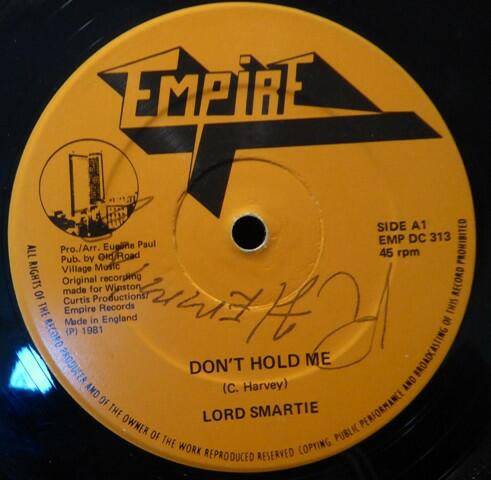 EMPIRE
SIDE A1
EMP DC 313
45 rpm
Pro./Arr. Eugene Paul
Pub. by Old Road
Village Music
Original recording
made for Winston
Curtis Productions/
Empire Records
Made in England
(P) 1981
DON'T HOLD ME
(C. Harvey)
LORD SMARTIE
ALL RIGHTS OF THE RECORD PRODUCER AND OF THE OWNER OF THE WORK REPRODUCED RESERVED COPYING, PUBLIC PERFORMANCE AND BROADCASTING OF THIS RECORD PROHIBITED